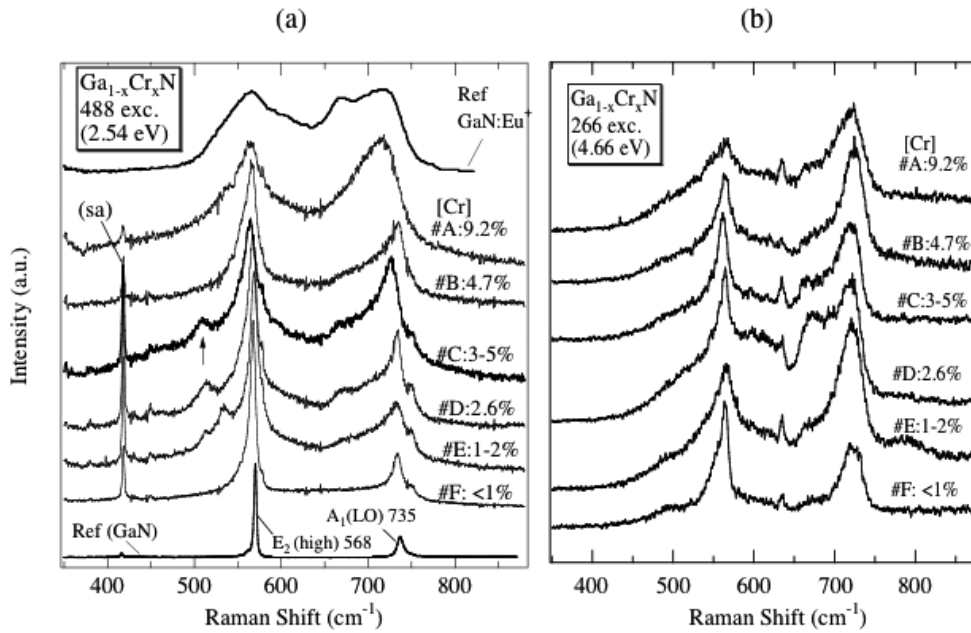 (a)
(b)
Ga1-xCrxN
488 exc.
(2.54 eV)
Ref
GaN:Eu+
(sa)
[Cr]
#A:9.2%
#B:4.7%
#C:3-5%
#D:2.6%
#E:1-2%
#F: <1%
Ref (GaN)
A1(LO) 735
E2 (high) 568
Intensity (a.u.)
400 500 600 700 800
Raman Shift (cm-1)
Ga1-xCrxN
266 exc.
(4.66 eV)
[Cr]
#A:9.2%
#B:4.7%
#C:3-5%
#D:2.6%
#E:1-2%
#F: <1%
400 500 600 700 800
Raman Shift (cm-1)